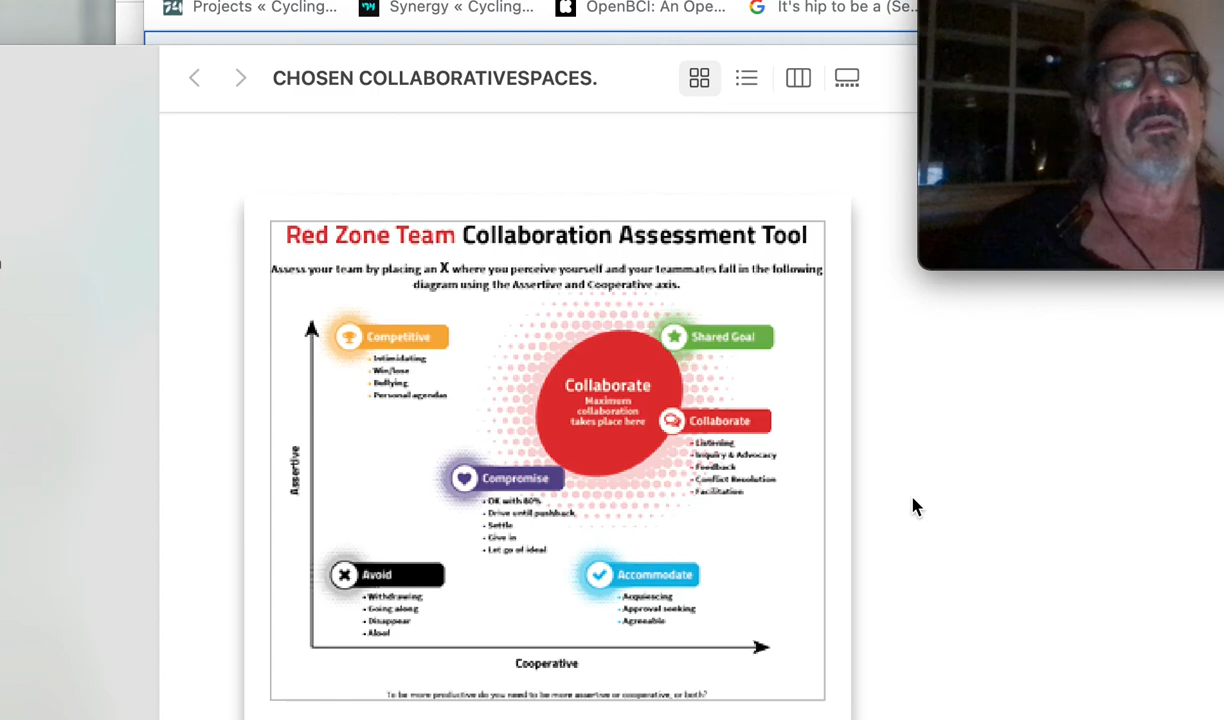 Projects « Cycling...
Synergy « Cycling...
OpenBCI: An Ope...
It's hip to be a (Se...
CHOSEN COLLABORATIVESPACES.
Red Zone Team Collaboration Assessment Tool
Assess your team by placing an X where you perceive yourself and your teammates fall in the following
diagram using the Assertive and Cooperative axis.
Competitive
• Intimidating
• Win/lose
• Bullying
• Personal agendas
Shared Goal
Collaborate
Maximum
collaboration
takes place here
Collaborate
• Listening
• Inquiry & Advocacy
• Feedback
• Conflict Resolution
• Facilitation
Assertive
Compromise
• OK with 80%
• Drive until pushback
• Settle
• Give in
• Let go of ideal
Avoid
• Withdrawing
• Going along
• Disappear
• Aloof
Accommodate
• Acquiescing
• Approval seeking
• Agreeable
Cooperative
To be more productive do you need to be more assertive or cooperative, or both?